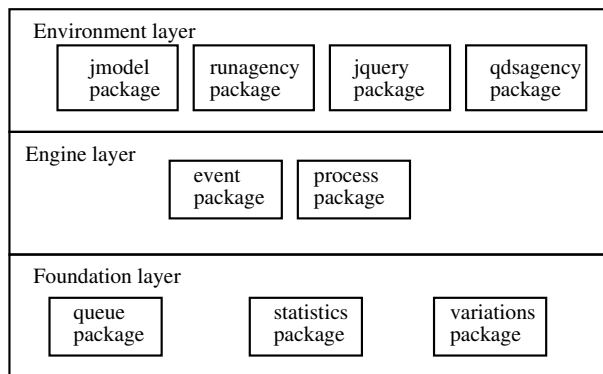 Environment layer
jmodel runagency jquery qdsagency
package package package package
Engine layer
event process
package package
Foundation layer
queue statistics variations
package package package